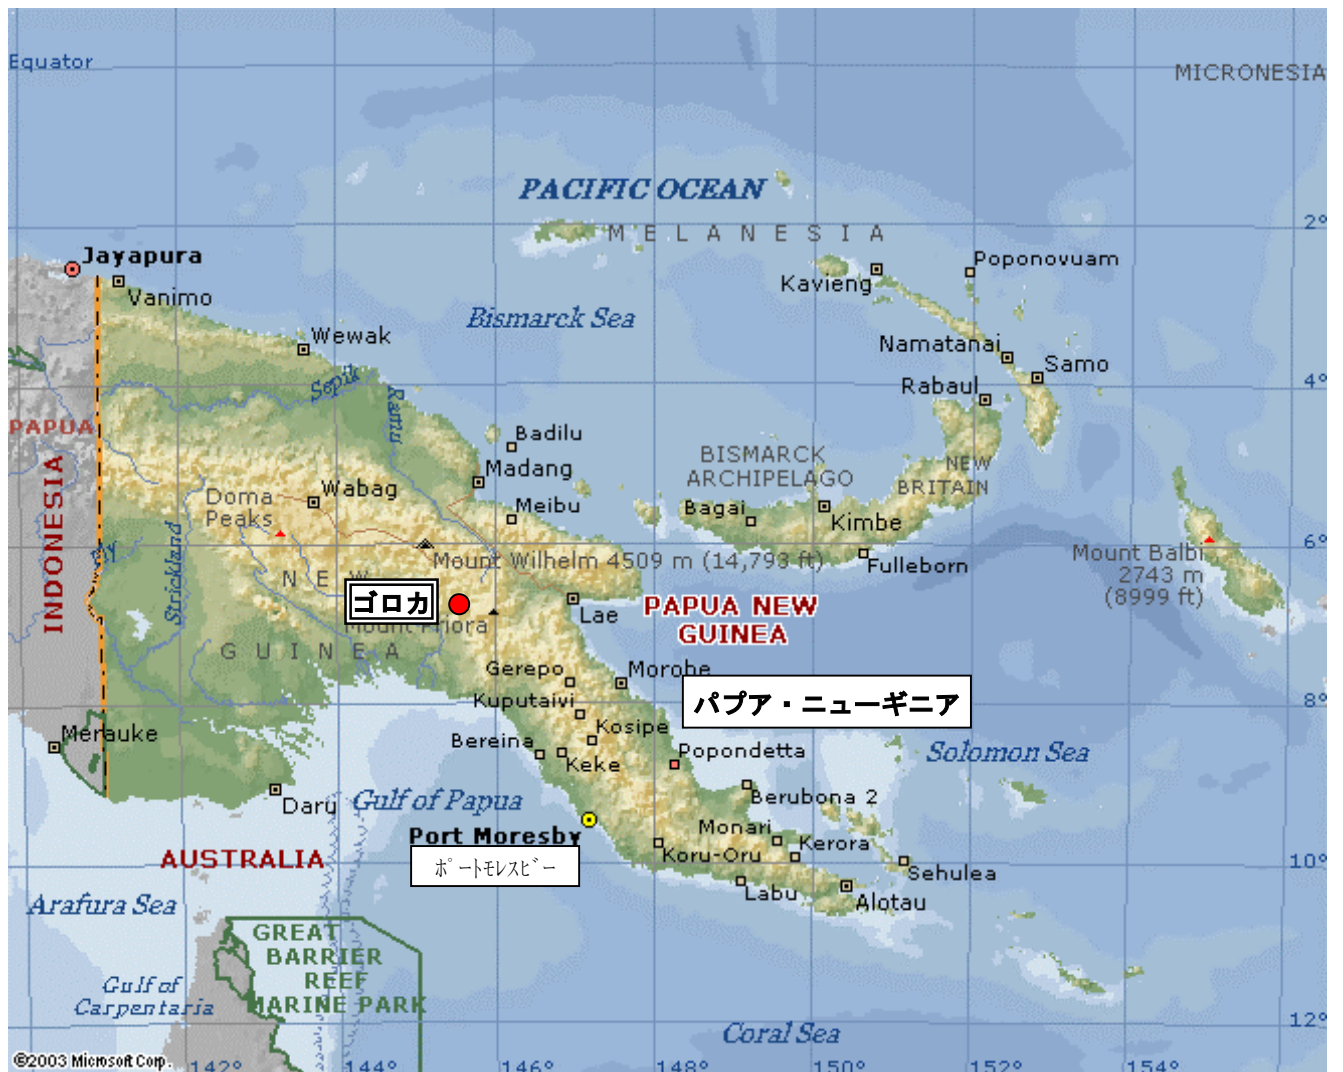 Equator
MICRONESIA
PACIFIC OCEAN
MELANESIA
2°
Jayapura
Vanimo
Poponovuam
Kavieng
Bismarck Sea
Wewak
Namatanai
Samo
Sepik
Ramu
Rabaul
4°
PAPUA
Badilu
BISMARCK
ARCHIPELAGO
NEW
BRITAIN
Madang
Wabag
Doma
Peaks
Meibu
Bagai
Kimbe
INDONESIA
Strickland
Mount Wilhelm 4509 m (14,793 ft)
Fulleborn
6°
Mount Balbi
2743 m
(8999 ft)
NEW
ゴロカ
Lae
PAPUA NEW
GUINEA
GUINEA
Gerepo
Morobe
Kuputaivi
パプア・ニューギニア
8°
Merauke
Kosipe
Bereina
Keke
Popondetta
Solomon Sea
Daru
Gulf of Papua
Berubona 2
Port Moresby
ポートモレスビー
Monari
Kerora
Koru-Oru
AUSTRALIA
10°
Sehulea
Labu
Alotau
Arafura Sea
GREAT
BARRIER
REEF
MARINE PARK
Gulf of
Carpentaria
Coral Sea
12°
©2003 Microsoft Corp.
142°
144°
146°
148°
150°
152°
154°